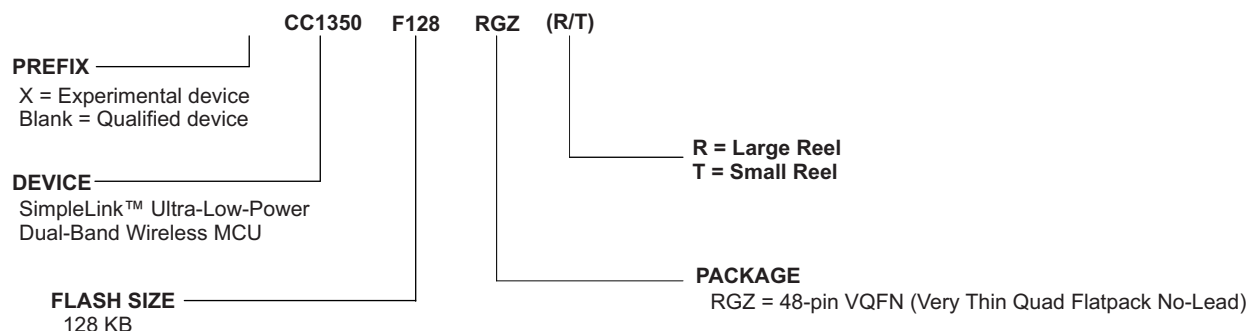 CC1350 F128 RGZ (R/T)
PREFIX
X = Experimental device
Blank = Qualified device
R = Large Reel
T = Small Reel
DEVICE
SimpleLink™ Ultra-Low-Power
Dual-Band Wireless MCU
PACKAGE
RGZ = 48-pin VQFN (Very Thin Quad Flatpack No-Lead)
FLASH SIZE
128 KB